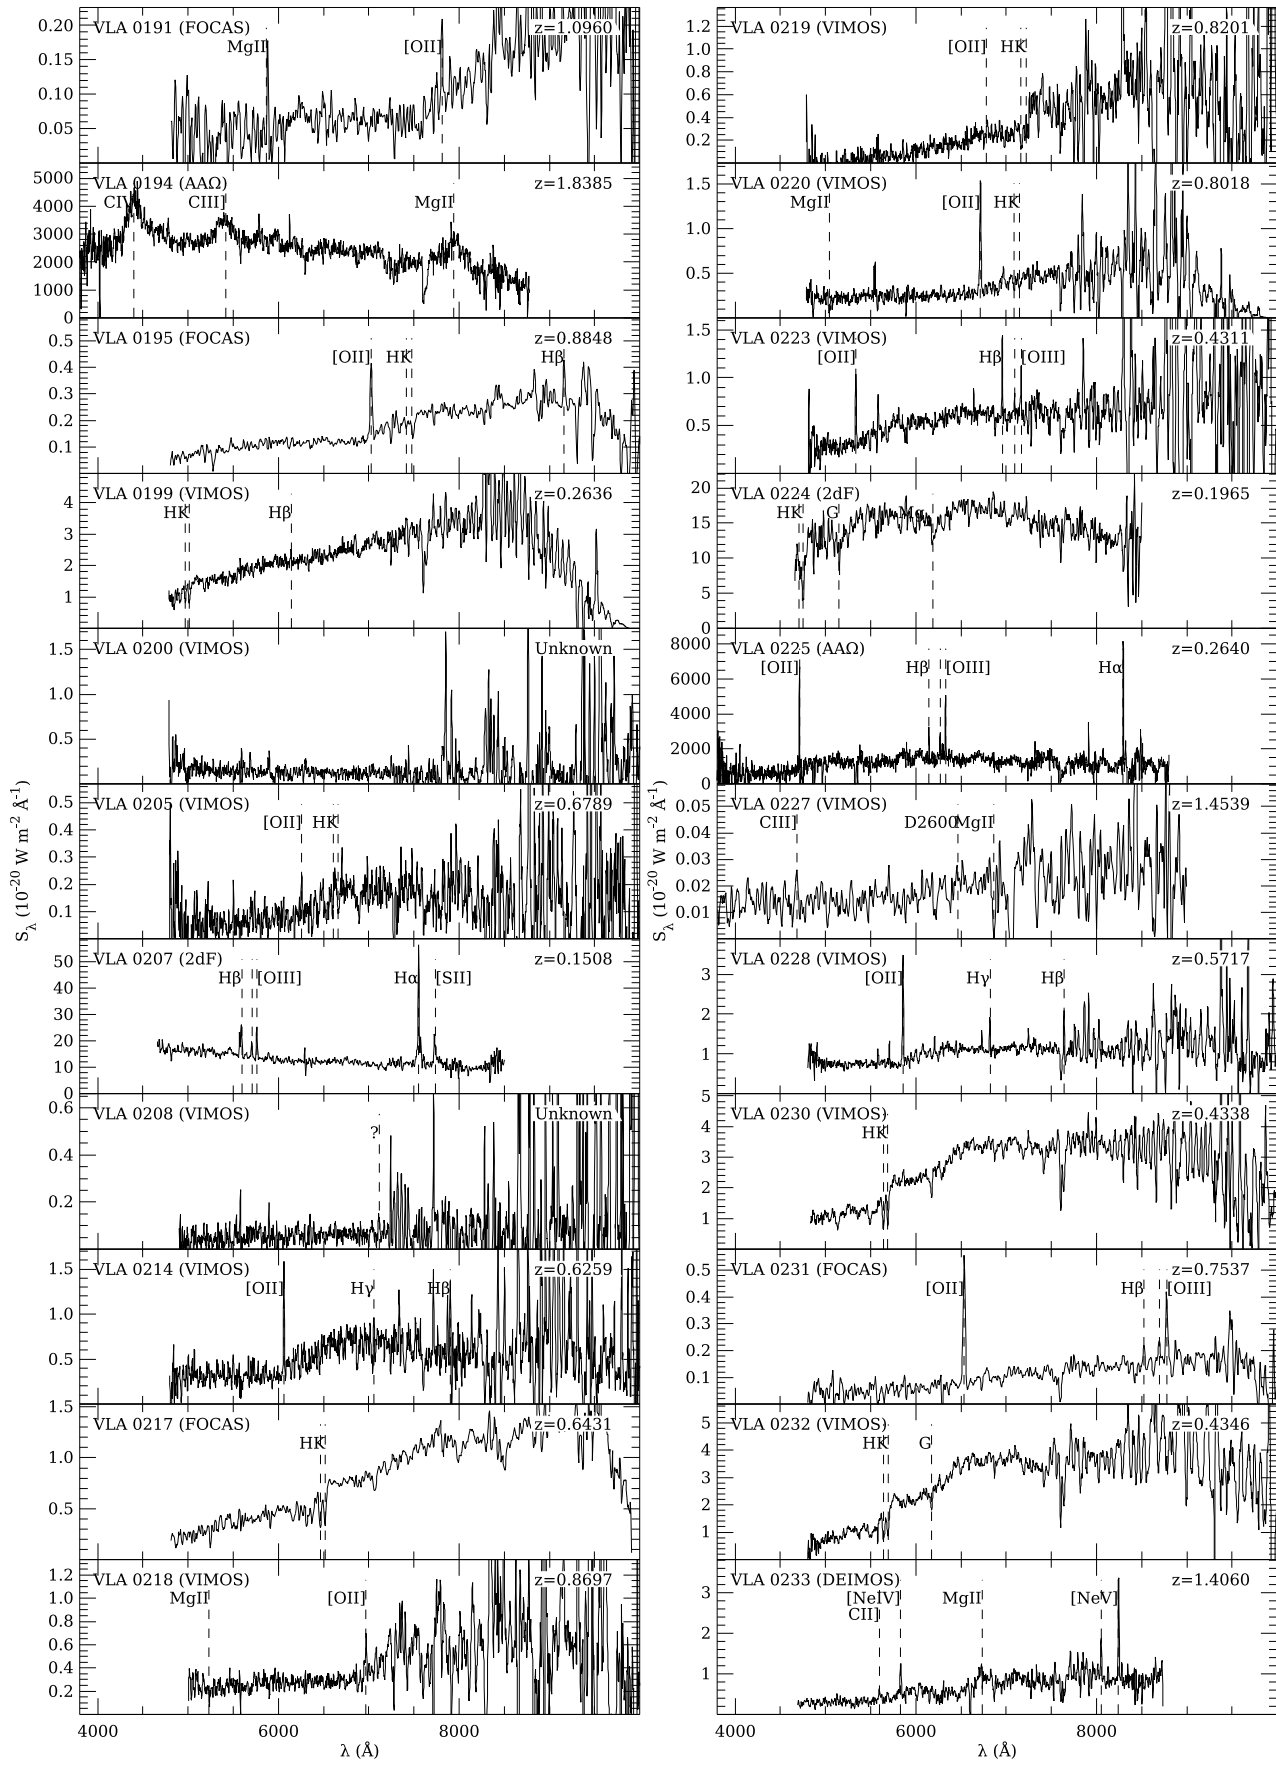 VLA 0191 (FOCAS) z=1.0960
MgII [OII]
0.20
0.15
0.10
0.05
VLA 0194 (AAΩ) z=1.8385
CIV CIII] MgII
5000
4000
3000
2000
1000
0
VLA 0195 (FOCAS) z=0.8848
[OII] HK Hβ
0.5
0.4
0.3
0.2
0.1
VLA 0199 (VIMOS) z=0.2636
HK Hβ
4
3
2
1
VLA 0200 (VIMOS) Unknown
1.5
1.0
0.5
VLA 0205 (VIMOS) z=0.6789
[OII] HK
0.5
0.4
0.3
0.2
0.1
VLA 0207 (2dF) z=0.1508
Hβ [OIII] Hα [SII]
50
40
30
20
10
0
VLA 0208 (VIMOS) Unknown
?
0.6
0.4
0.2
VLA 0214 (VIMOS) z=0.6259
[OII] Hγ Hβ
1.5
1.0
0.5
VLA 0217 (FOCAS) z=0.6431
HK
1.5
1.0
0.5
VLA 0218 (VIMOS) z=0.8697
MgII [OII]
1.2
1.0
0.8
0.6
0.4
0.2
4000 6000 8000
λ (Å)
S_λ (10⁻²⁰ W m⁻² Å⁻¹)
VLA 0219 (VIMOS) z=0.8201
[OII] HK
1.2
1.0
0.8
0.6
0.4
0.2
VLA 0220 (VIMOS) z=0.8018
MgII [OII] HK
1.5
1.0
0.5
VLA 0223 (VIMOS) z=0.4311
[OII] Hβ [OIII]
1.5
1.0
0.5
VLA 0224 (2dF) z=0.1965
HK G Mg
20
15
10
5
0
VLA 0225 (AAΩ) z=0.2640
[OII] Hβ [OIII] Hα
8000
6000
4000
2000
0
VLA 0227 (VIMOS) z=1.4539
CIII] D2600 MgII
0.05
0.04
0.03
0.02
0.01
VLA 0228 (VIMOS) z=0.5717
[OII] Hγ Hβ
3
2
1
VLA 0230 (VIMOS) z=0.4338
HK
5
4
3
2
1
VLA 0231 (FOCAS) z=0.7537
[OII] Hβ [OIII]
0.5
0.4
0.3
0.2
0.1
VLA 0232 (VIMOS) z=0.4346
HK G
5
4
3
2
1
VLA 0233 (DEIMOS) z=1.4060
[NeIV] MgII [NeV]
CII]
3
2
1
4000 6000 8000
λ (Å)
S_λ (10⁻²⁰ W m⁻² Å⁻¹)